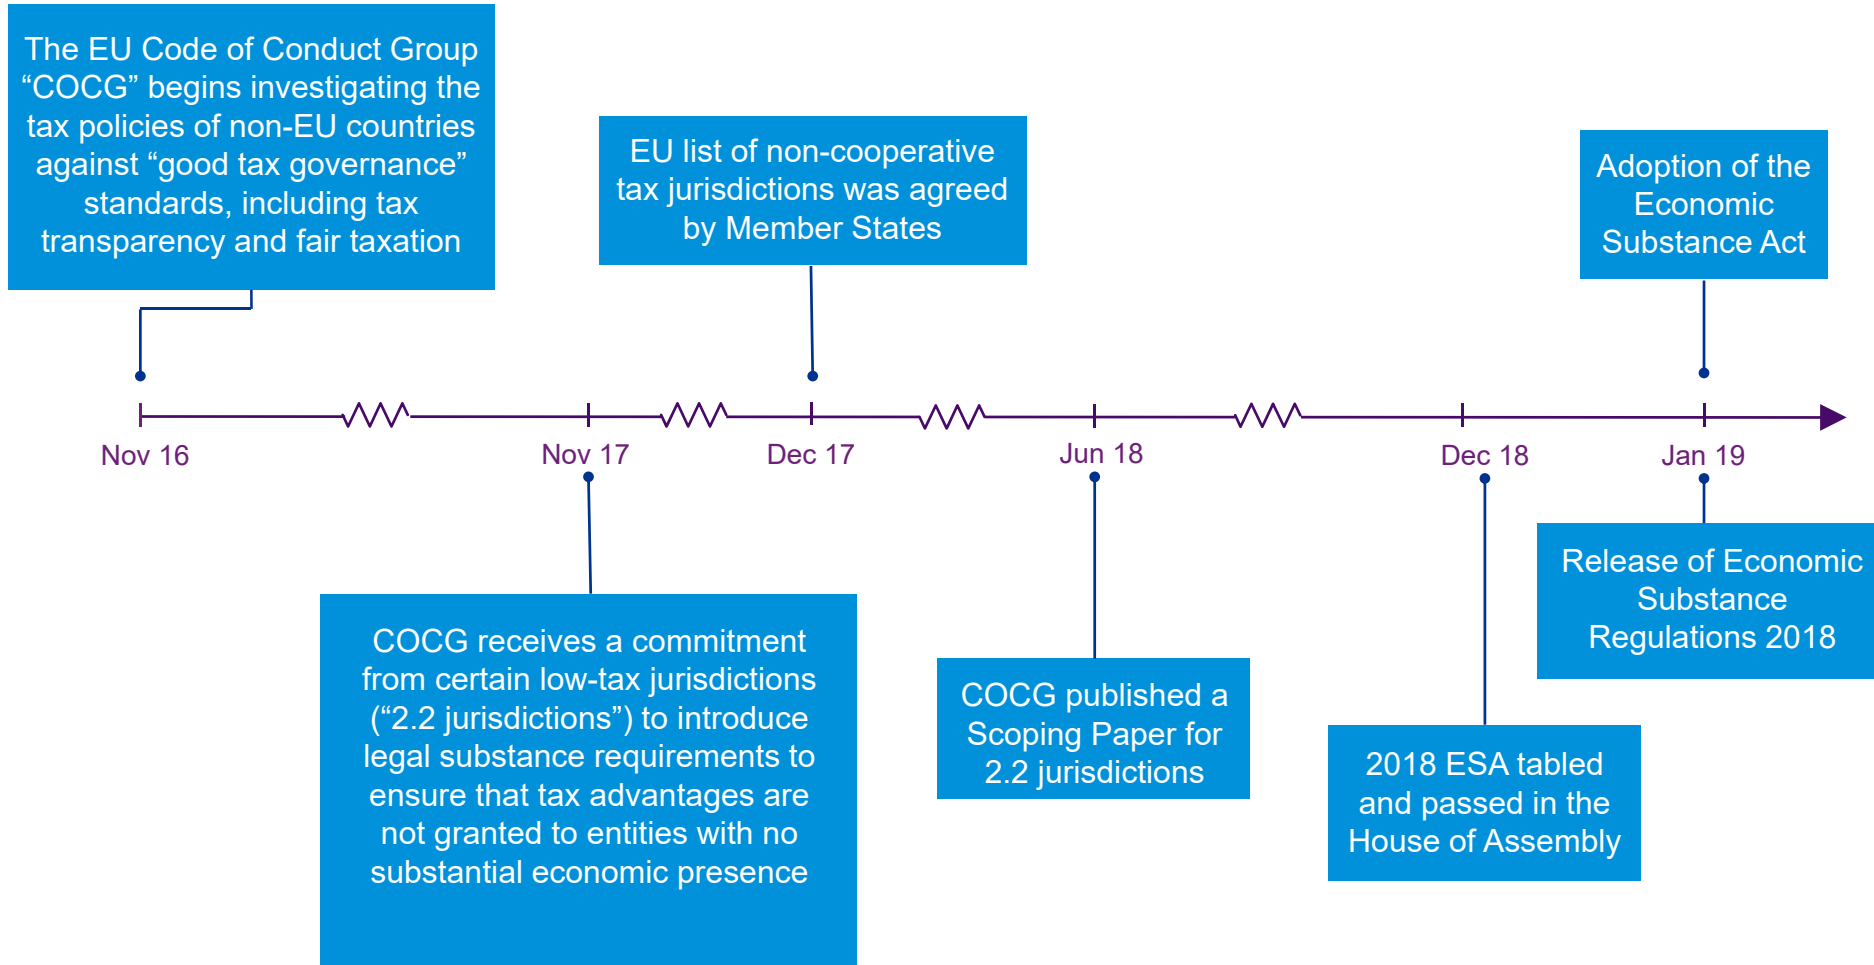 The EU Code of Conduct Group
“COCG” begins investigating the
tax policies of non-EU countries
against “good tax governance”
standards, including tax
transparency and fair taxation
EU list of non-cooperative
tax jurisdictions was agreed
by Member States
Adoption of the
Economic
Substance Act
Nov 16
Nov 17
Dec 17
Jun 18
Dec 18
Jan 19
COCG receives a commitment
from certain low-tax jurisdictions
(“2.2 jurisdictions”) to introduce
legal substance requirements to
ensure that tax advantages are
not granted to entities with no
substantial economic presence
COCG published a
Scoping Paper for
2.2 jurisdictions
2018 ESA tabled
and passed in the
House of Assembly
Release of Economic
Substance
Regulations 2018